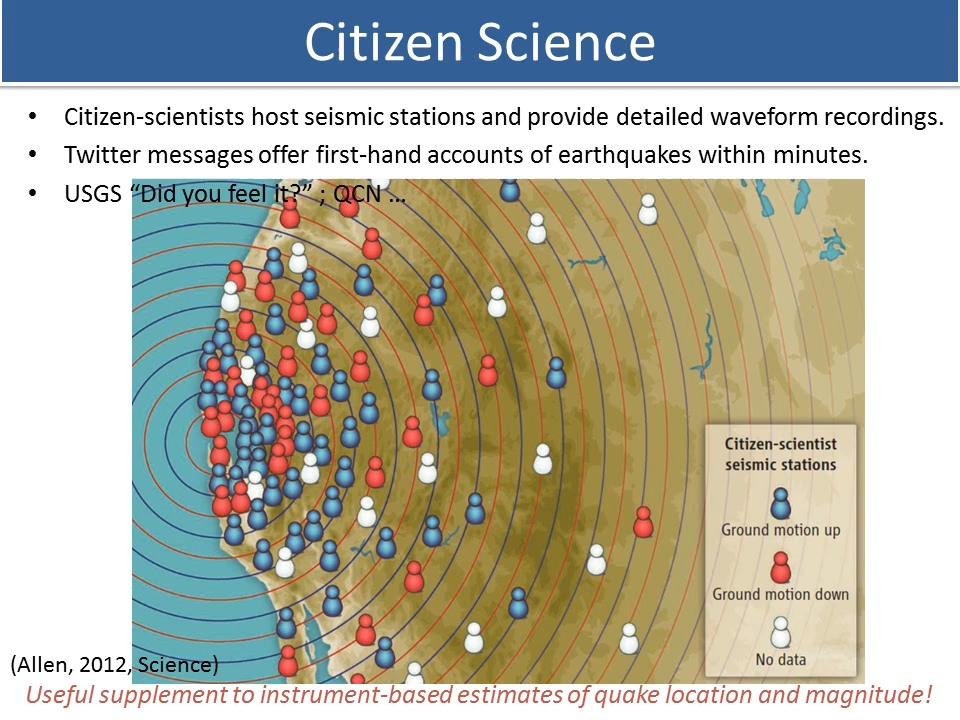 Citizen Science
• Citizen-scientists host seismic stations and provide detailed waveform recordings.
• Twitter messages offer first-hand accounts of earthquakes within minutes.
• USGS “Did you feel it?” ; QCN ...
Citizen-scientist
seismic stations
Ground motion up
Ground motion down
No data
(Allen, 2012, Science)
Useful supplement to instrument-based estimates of quake location and magnitude!